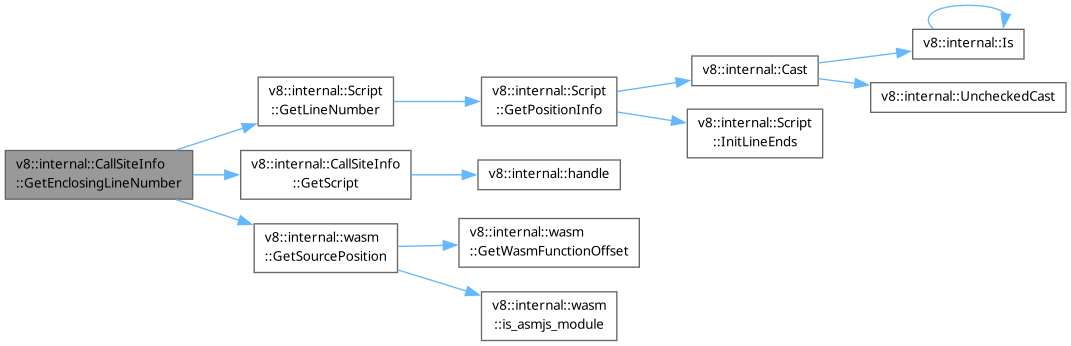 v8::internal::CallSiteInfo
::GetEnclosingLineNumber
v8::internal::Script
::GetLineNumber
v8::internal::Script
::GetPositionInfo
v8::internal::Cast
v8::internal::Is
v8::internal::UncheckedCast
v8::internal::Script
::InitLineEnds
v8::internal::CallSiteInfo
::GetScript
v8::internal::handle
v8::internal::wasm
::GetSourcePosition
v8::internal::wasm
::GetWasmFunctionOffset
v8::internal::wasm
::is_asmjs_module